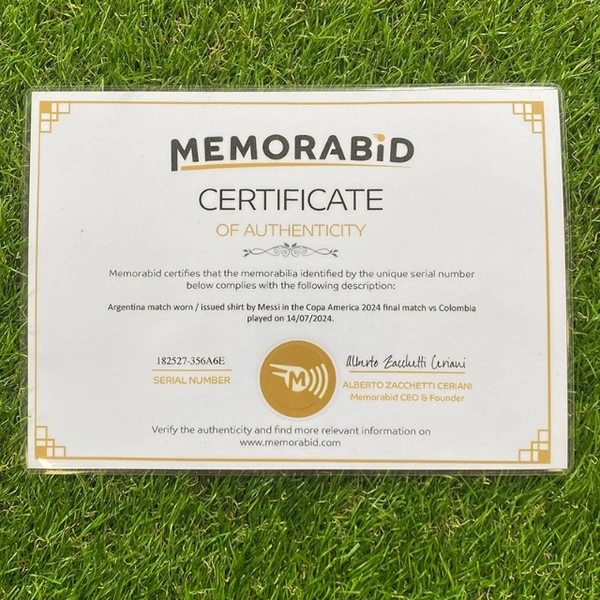 MEMORABiD
CERTIFICATE
OF AUTHENTICITY
Memorabid certifies that the memorabilia identified by the unique serial number
below complies with the following description:
Argentina match worn / issued shirt by Messi in the Copa America 2024 final match vs Colombia
played on 14/07/2024.
182527-356A6E
SERIAL NUMBER
M
Alberto Zacchetti Ceriani
ALBERTO ZACCHETTI CERIANI
Memorabid CEO & Founder
Verify the authenticity and find more relevant information on
www.memorabid.com